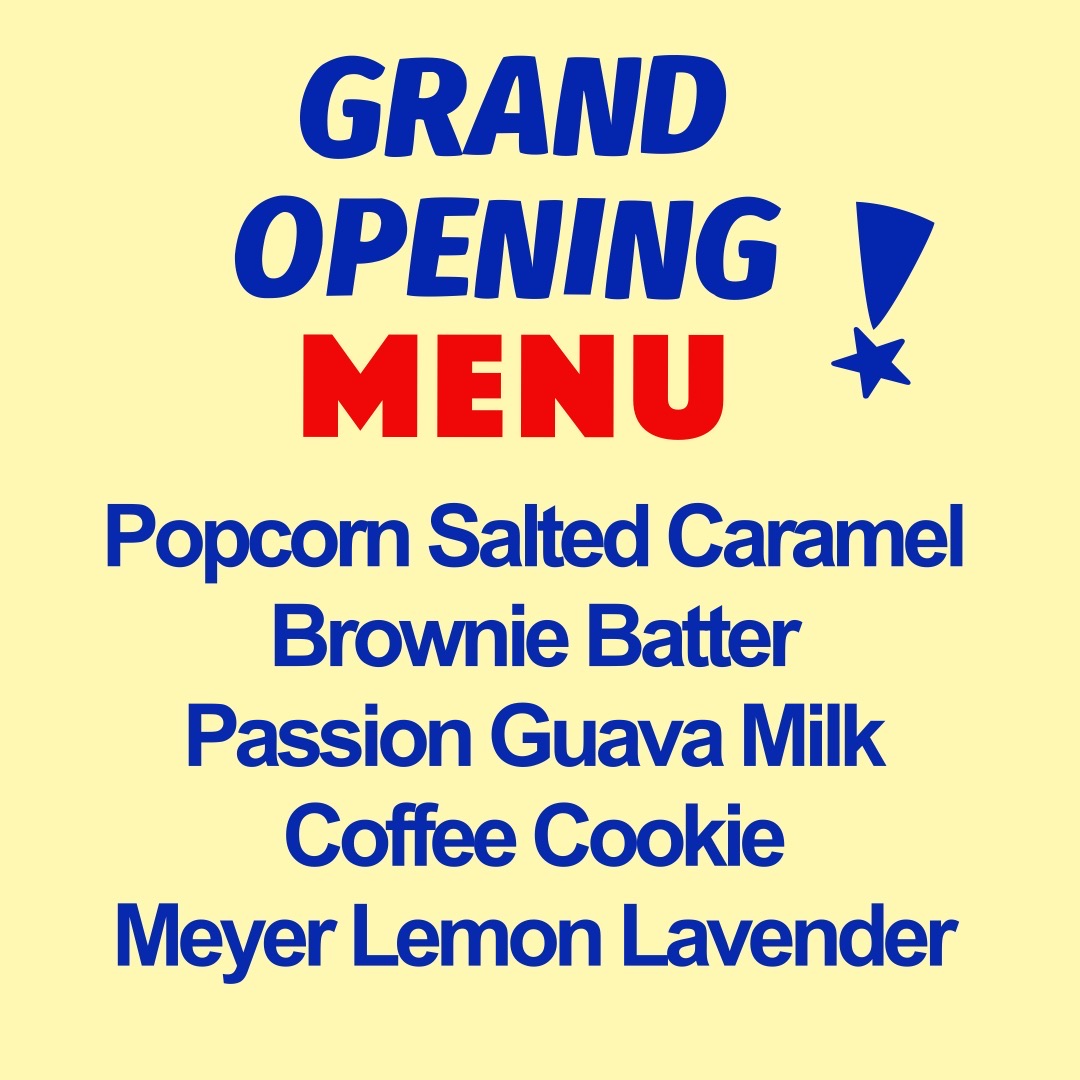 GRAND
OPENING
MENU
Popcorn Salted Caramel
Brownie Batter
Passion Guava Milk
Coffee Cookie
Meyer Lemon Lavender